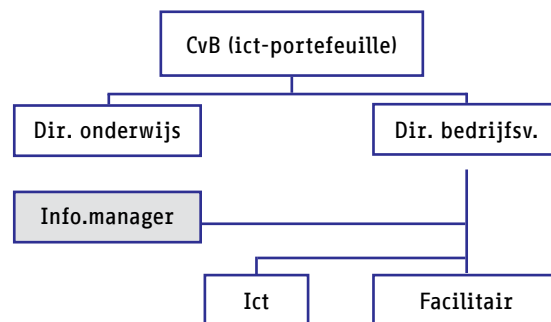 CvB (ict-portefeuille)
Dir. onderwijs
Dir. bedrijfsv.
Info.manager
Ict
Facilitair